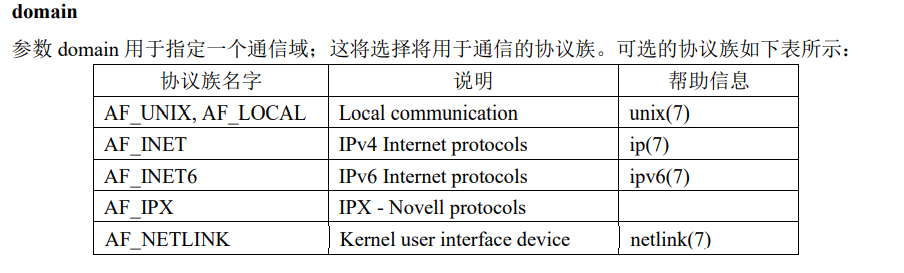 domain
参数 domain 用于指定一个通信域；这将选择将用于通信的协议族。可选的协议族如下表所示：
协议族名字 说明 帮助信息
AF_UNIX, AF_LOCAL Local communication unix(7)
AF_INET IPv4 Internet protocols ip(7)
AF_INET6 IPv6 Internet protocols ipv6(7)
AF_IPX IPX - Novell protocols
AF_NETLINK Kernel user interface device netlink(7)